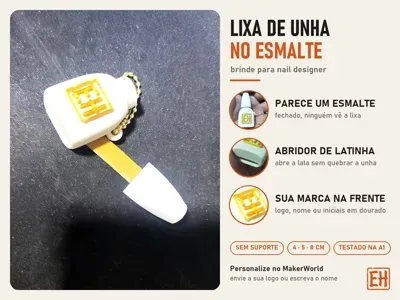 LIXA DE UNHA
NO ESMALTE
brinde para nail designer
PARECE UM ESMALTE
fechado, ninguém vê a lixa
ABRIDOR DE LATINHA
abre a lata sem quebrar a unha
SUA MARCA NA FRENTE
logo, nome ou iniciais em dourado
SEM SUPORTE
4 · 5 · 8 CM
TESTADO NA A1
Personalize no MakerWorld
envie a sua logo ou escreva o nome
EH
EH
EH